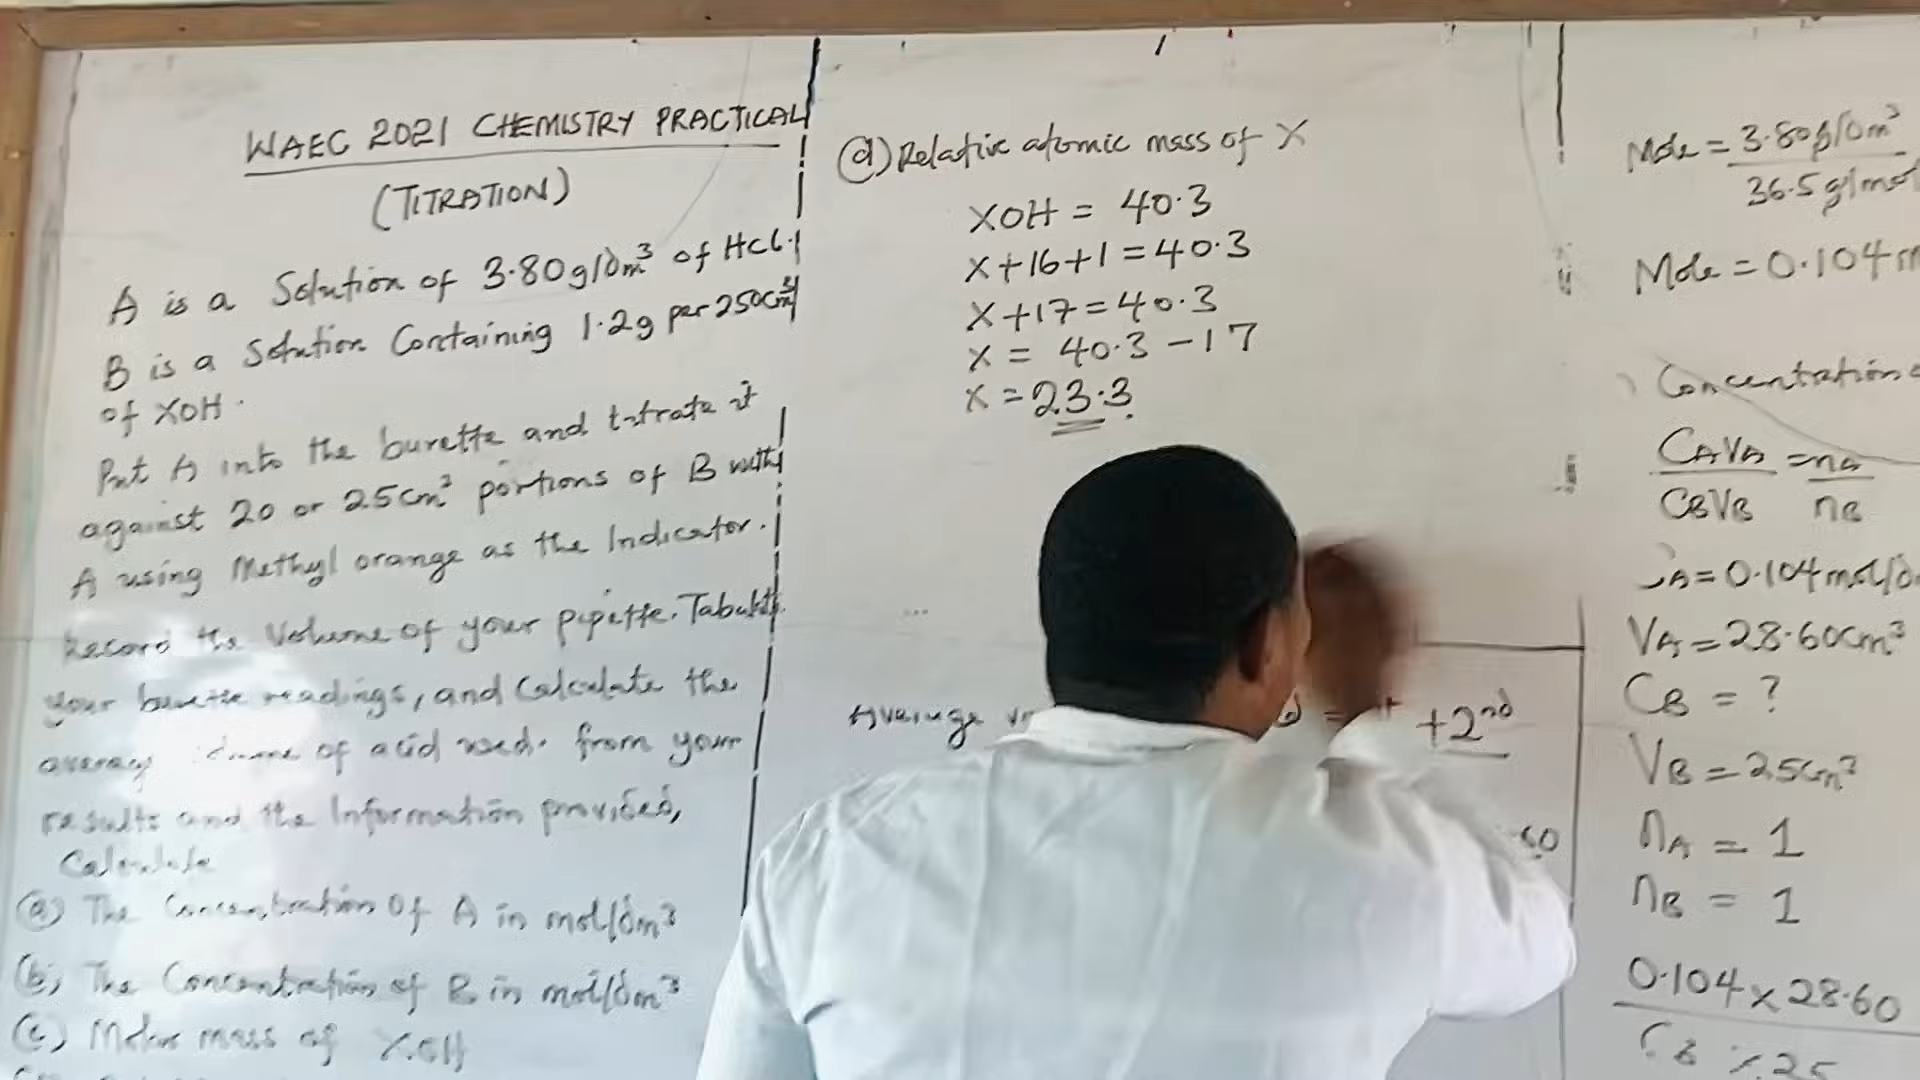 WAEC 2021 CHEMISTRY PRACTICAL
(TITRATION)
A is a Solution of 3.80g/dm³ of HCl.
B is a Solution Containing 1.2g per 250cm³
of XOH.
Put A into the burette and titrate it
against 20 or 25cm³ portions of B with
A using Methyl orange as the Indicator.
Record the Volume of your pipette. Tabulate
your burette readings, and Calculate the
average volume of acid used. from your
results and the Information provided,
Calculate
(a) The Concentration Of A in mol/dm³
(b) The Concentration of B in mol/dm³
(c) Molar mass of XOH
(d) Relative atomic mass of X
XOH = 40.3
X+16+1=40.3
X+17=40.3
X = 40.3 -17
X = 23.3
Average
+2nd
Mole = 3.80g/dm³
36.5g/mol
Mole = 0.104
Concentration
CAVA = nA
CBVB nB
CA=0.104mol/d
VA=28.60cm³
CB = ?
VB = 25cm³
nA = 1
nB = 1
0.104 x 28.60
CB x 25